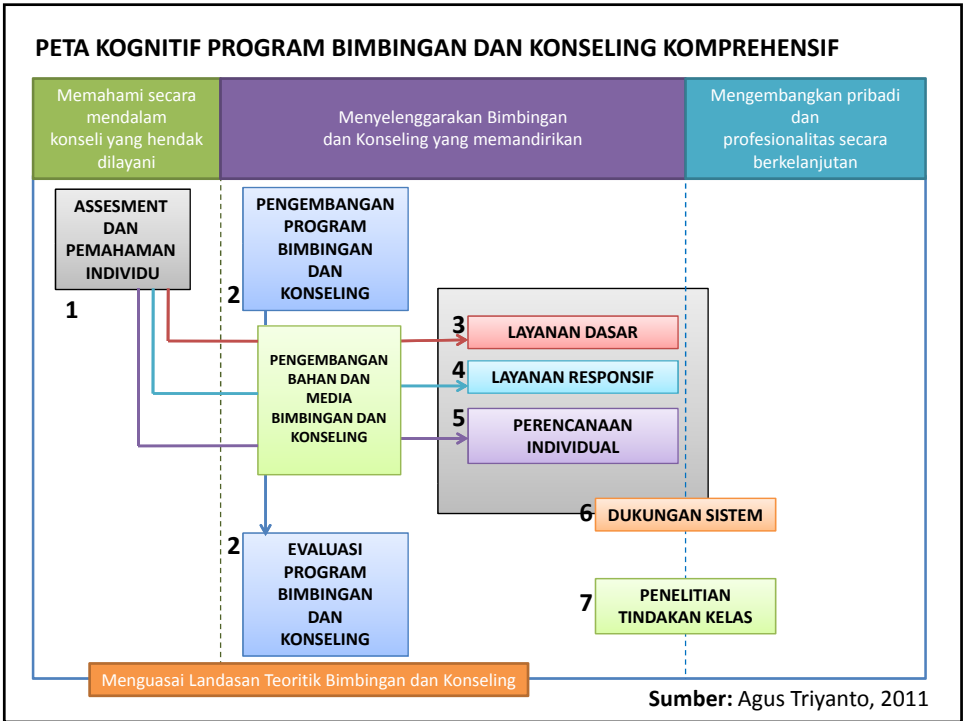 PETA KOGNITIF PROGRAM BIMBINGAN DAN KONSELING KOMPREHENSIF
Memahami secara
mendalam
konseli yang hendak
dilayani
Menyelenggarakan Bimbingan
dan Konseling yang memandirikan
Mengembangkan pribadi
dan
profesionalitas secara
berkelanjutan
ASSESMENT
DAN
PEMAHAMAN
INDIVIDU
1
PENGEMBANGAN
PROGRAM
BIMBINGAN
DAN
KONSELING
2
PENGEMBANGAN
BAHAN DAN
MEDIA
BIMBINGAN DAN
KONSELING
3
LAYANAN DASAR
4
LAYANAN RESPONSIF
5
PERENCANAAN
INDIVIDUAL
6
DUKUNGAN SISTEM
2
EVALUASI
PROGRAM
BIMBINGAN
DAN
KONSELING
7
PENELITIAN
TINDAKAN KELAS
Menguasai Landasan Teoritik Bimbingan dan Konseling
Sumber: Agus Triyanto, 2011